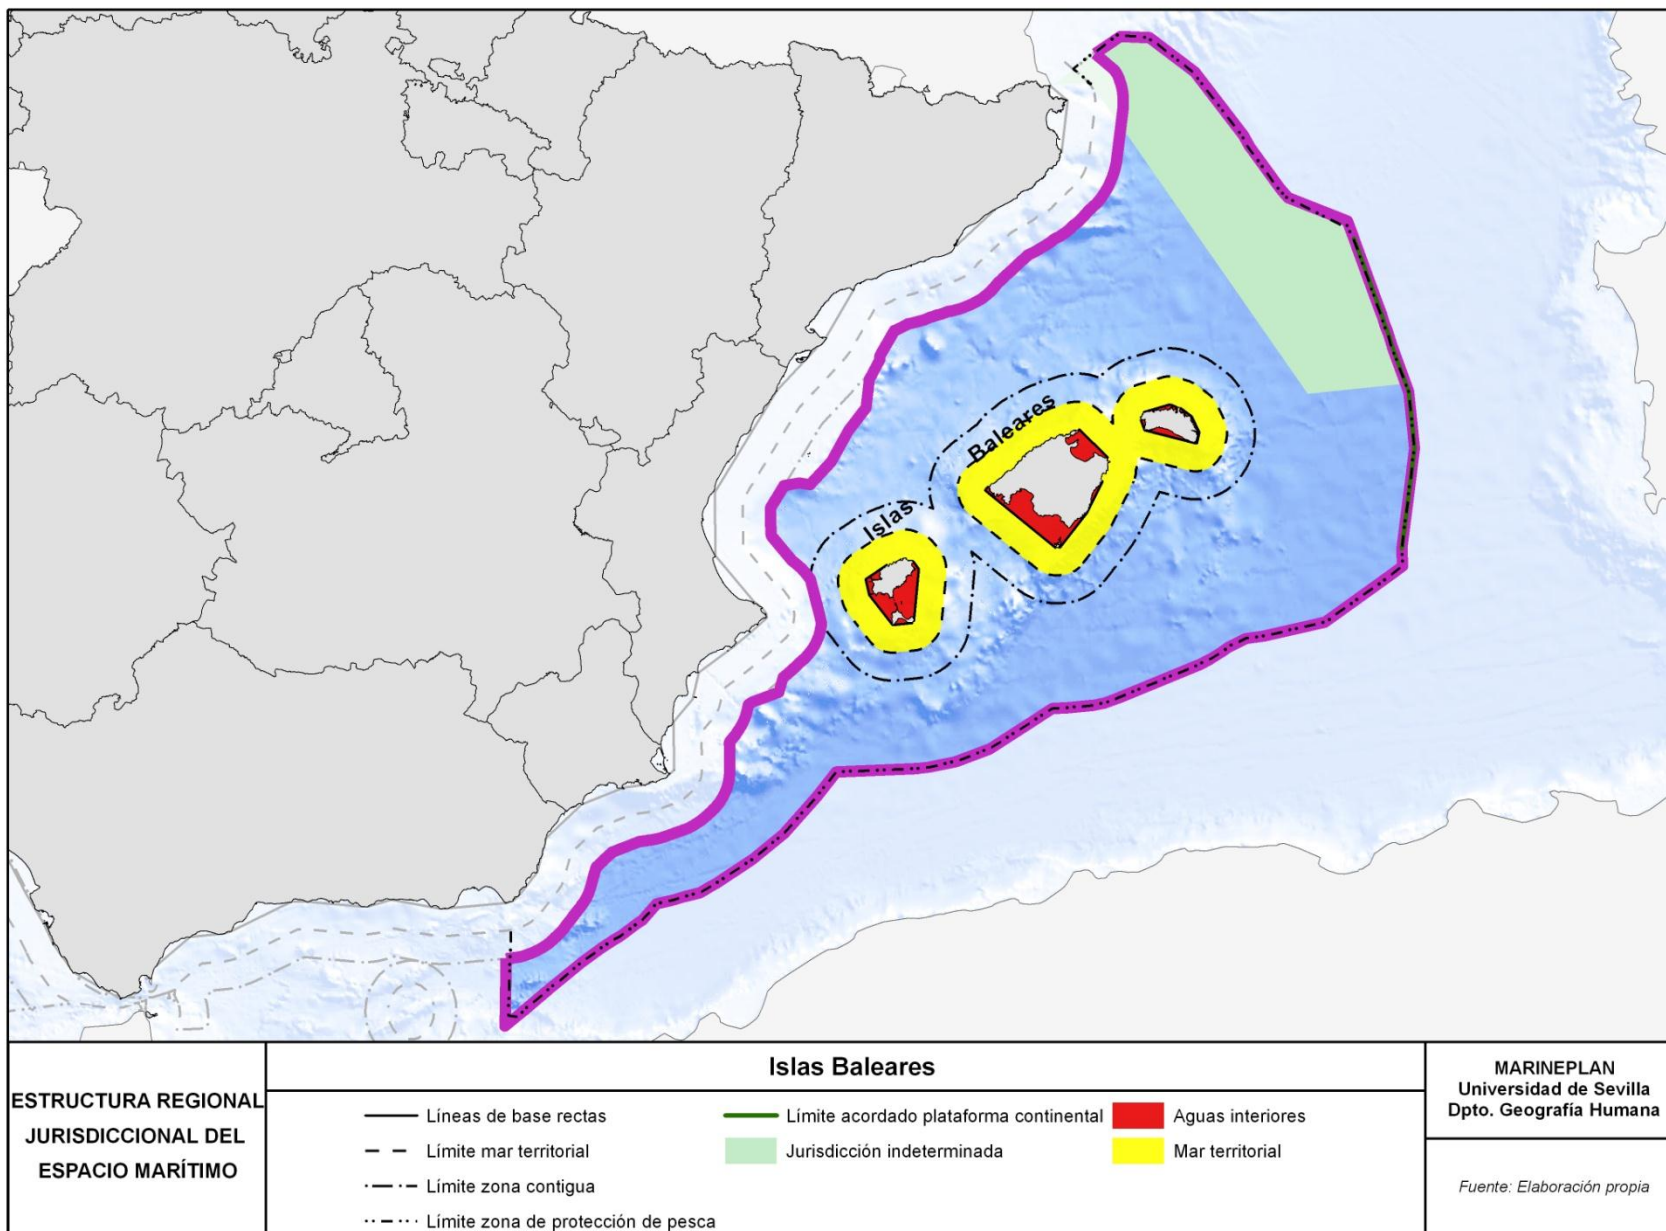 Islas Baleares
ESTRUCTURA REGIONAL
JURISDICCIONAL DEL
ESPACIO MARÍTIMO
Islas Baleares
Líneas de base rectas
Límite mar territorial
Límite zona contigua
Límite zona de protección de pesca
Límite acordado plataforma continental
Jurisdicción indeterminada
Aguas interiores
Mar territorial
MARINEPLAN
Universidad de Sevilla
Dpto. Geografía Humana
Fuente: Elaboración propia